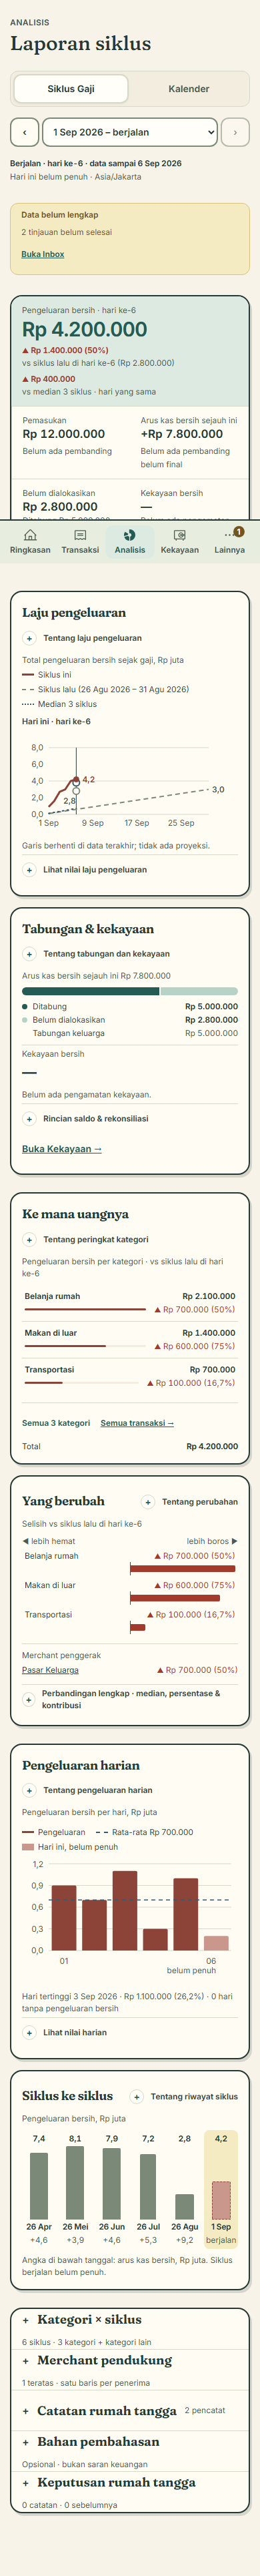 ANALISIS
Laporan siklus
Siklus Gaji
Kalender
1 Sep 2026 – berjalan
Berjalan · hari ke-6 · data sampai 6 Sep 2026
Hari ini belum penuh · Asia/Jakarta
Data belum lengkap
2 tinjauan belum selesai
Buka Inbox
Pengeluaran bersih · hari ke-6
Rp 4.200.000
▲ Rp 1.400.000 (50%)
vs siklus lalu di hari ke-6 (Rp 2.800.000)
▲ Rp 400.000
vs median 3 siklus · hari yang sama
Pemasukan
Rp 12.000.000
Belum ada pembanding
Arus kas bersih sejauh ini
+Rp 7.800.000
Belum ada pembanding
belum final
Belum dialokasikan
Rp 2.800.000
Kekayaan bersih
—
Ringkasan
Transaksi
Analisis
Kekayaan
Lainnya
1
Laju pengeluaran
+ Tentang laju pengeluaran
Total pengeluaran bersih sejak gaji, Rp juta
Siklus ini
Siklus lalu (26 Agu 2026 – 31 Agu 2026)
Median 3 siklus
Hari ini · hari ke-6
8,0
6,0
4,0
2,0
0,0
4,2
2,8
3,0
1 Sep
9 Sep
17 Sep
25 Sep
Garis berhenti di data terakhir; tidak ada proyeksi.
+ Lihat nilai laju pengeluaran
Tabungan & kekayaan
+ Tentang tabungan dan kekayaan
Arus kas bersih sejauh ini Rp 7.800.000
Ditabung Rp 5.000.000
Belum dialokasikan Rp 2.800.000
Tabungan keluarga Rp 5.000.000
Kekayaan bersih
—
Belum ada pengamatan kekayaan.
+ Rincian saldo & rekonsiliasi
Buka Kekayaan →
Ke mana uangnya
+ Tentang peringkat kategori
Pengeluaran bersih per kategori · vs siklus lalu di hari
ke-6
Belanja rumah Rp 2.100.000
▲ Rp 700.000 (50%)
Makan di luar Rp 1.400.000
▲ Rp 600.000 (75%)
Transportasi Rp 700.000
▲ Rp 100.000 (16,7%)
Semua 3 kategori Semua transaksi →
Total Rp 4.200.000
Yang berubah
+ Tentang perubahan
Selisih vs siklus lalu di hari ke-6
◀ lebih hemat lebih boros ▶
Belanja rumah ▲ Rp 700.000 (50%)
Makan di luar ▲ Rp 600.000 (75%)
Transportasi ▲ Rp 100.000 (16,7%)
Merchant penggerak
Pasar Keluarga ▲ Rp 700.000 (50%)
+ Perbandingan lengkap · median, persentase &
kontribusi
Pengeluaran harian
+ Tentang pengeluaran harian
Pengeluaran bersih per hari, Rp juta
Pengeluaran Rata-rata Rp 700.000
Hari ini, belum penuh
1,2
0,9
0,6
0,3
0,0
01
06
belum penuh
Hari tertinggi 3 Sep 2026 · Rp 1.100.000 (26,2%) · 0 hari
tanpa pengeluaran bersih
+ Lihat nilai harian
Siklus ke siklus
+ Tentang riwayat siklus
Pengeluaran bersih, Rp juta
7,4 8,1 7,9 7,2 2,8 4,2
26 Apr 26 Mei 26 Jun 26 Jul 26 Agu 1 Sep
+4,6 +3,9 +4,6 +5,3 +9,2 berjalan
Angka di bawah tanggal: arus kas bersih, Rp juta. Siklus
berjalan belum penuh.
+ Kategori × siklus
6 siklus · 3 kategori + kategori lain
+ Merchant pendukung
1 teratas · satu baris per penerima
+ Catatan rumah tangga 2 pencatat
+ Bahan pembahasan
Opsional · bukan saran keuangan
+ Keputusan rumah tangga
0 catatan · 0 sebelumnya